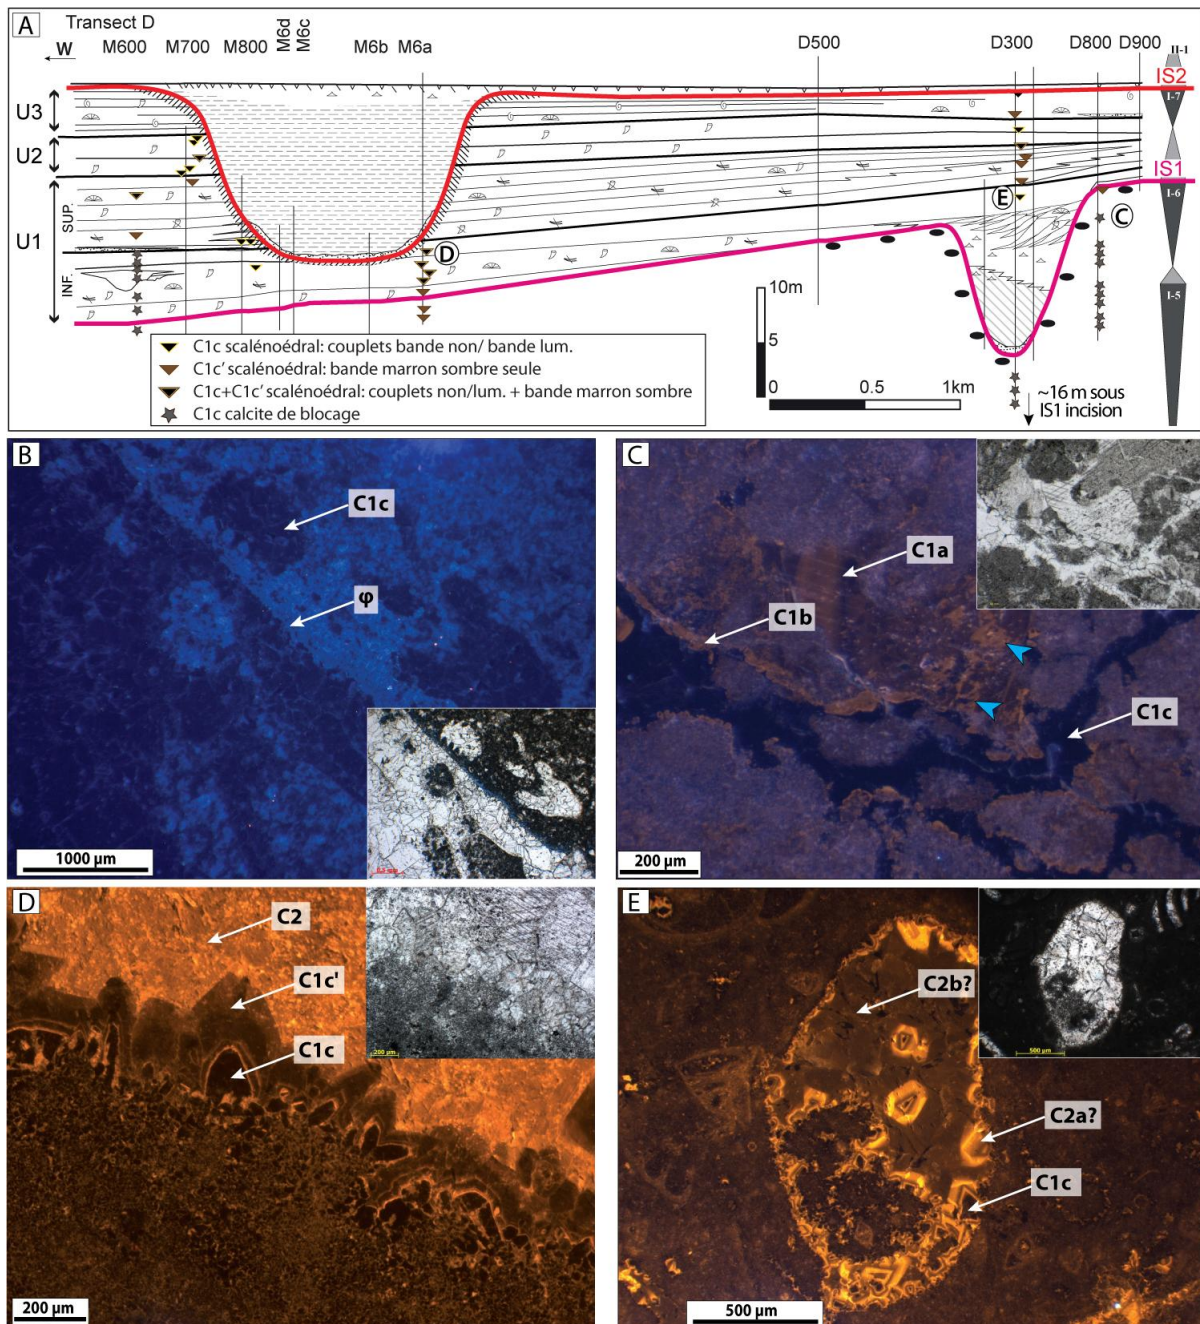 A
Transect D
W
M600
M700
M800
M6d
M6c
M6b
M6a
D500
D300
D800
D900
II-1
IS2
I-7
U3
U2
U1
SUP.
INF.
IS1
I-6
I-5
E
C
D
10m
5
0
0
0.5
1km
~16 m sous
IS1 incision
C1c scalénoédral: couplets bande non/ bande lum.
C1c' scalénoédral: bande marron sombre seule
C1c+C1c' scalénoédral: couplets non/lum. + bande marron sombre
C1c calcite de blocage
B
C1c
φ
1000 µm
C
C1a
C1b
C1c
200 µm
D
C2
C1c'
C1c
200 µm
200 µm
E
C2b?
C2a?
C1c
500 µm
500 µm